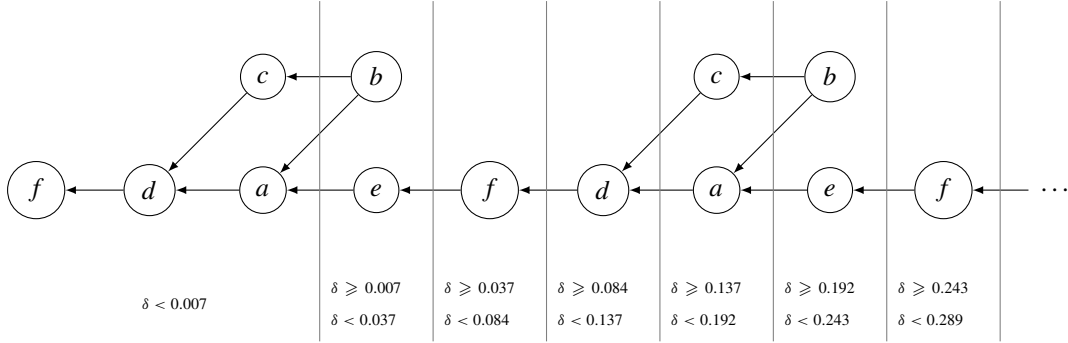 c b c b
f d a e f d a e f ...
δ ⩾ 0.007 δ ⩾ 0.037 δ ⩾ 0.084 δ ⩾ 0.137 δ ⩾ 0.192 δ ⩾ 0.243
δ < 0.007
δ < 0.037 δ < 0.084 δ < 0.137 δ < 0.192 δ < 0.243 δ < 0.289